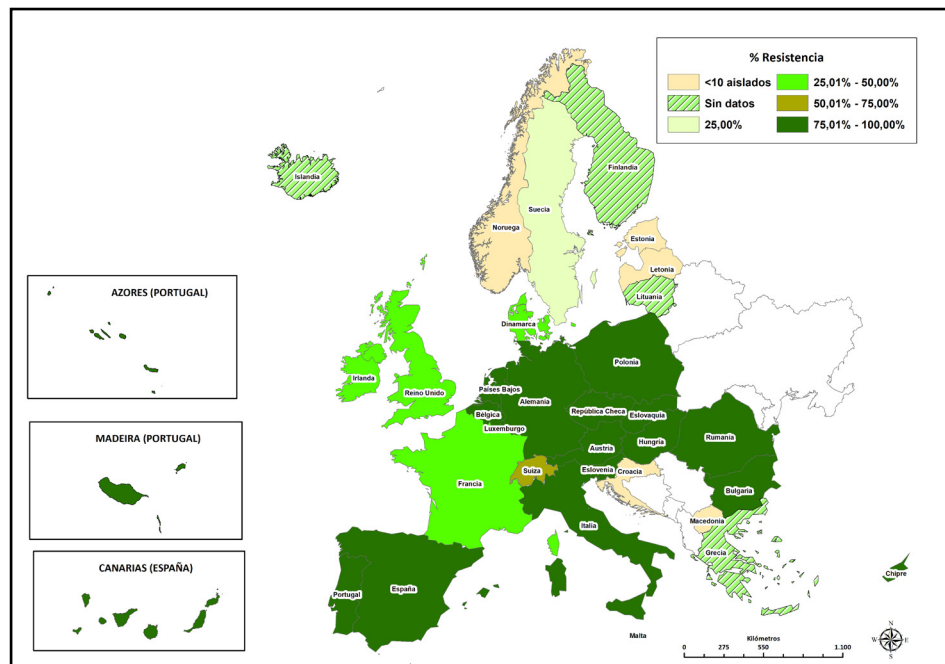 % Resistencia
<10 aislados
25,01% - 50,00%
Sin datos
50,01% - 75,00%
25,00%
75,01% - 100,00%
Islandia
Finlandia
Suecia
Noruega
Estonia
Letonia
Lituania
AZORES (PORTUGAL)
Dinamarca
Polonia
Irlanda
Reino Unido
Países Bajos
Alemania
Bélgica
República Checa
Eslovaquia
Luxemburgo
MADEIRA (PORTUGAL)
Austria
Hungría
Rumania
Suiza
Eslovenia
Croacia
Francia
Bulgaria
Italia
Macedonia
Grecia
CANARIAS (ESPAÑA)
Chipre
Portugal
España
Malta
Kilómetros
0 275 550 1.100
N
W
E
S